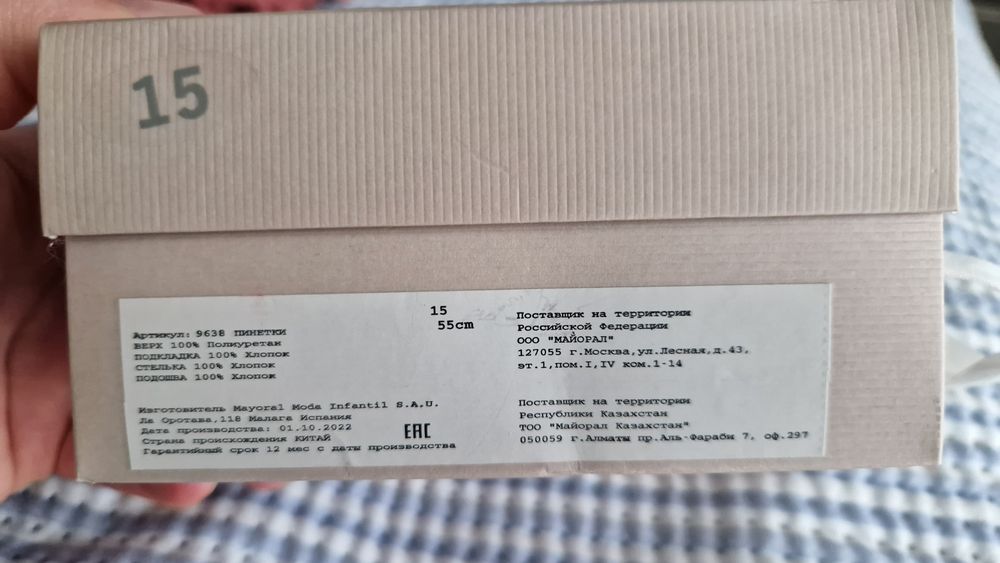 15
15
55cm
Артикул: 9638 ПИНЕТКИ
ВЕРХ 100% Полиуретан
ПОДКЛАДКА 100% Хлопок
СТЕЛЬКА 100% Хлопок
ПОДОШВА 100% Хлопок
Изготовитель Mayoral Moda Infantil S.A.U.
Ла Оротава,118 Малага Испания
Дата производства: 01.10.2022
Страна происхождения КИТАЙ
Гарантийный срок 12 мес с даты производства
EAC
Поставщик на территории
Российской Федерации
ООО "МАЙОРАЛ"
127055 г.Москва,ул.Лесная,д.43,
эт.1,пом.I,IV ком.1-14
Поставщик на территории
Республики Казахстан
ТОО "Майорал Казахстан"
050059 г.Алматы пр.Аль-Фараби 7, оф.297